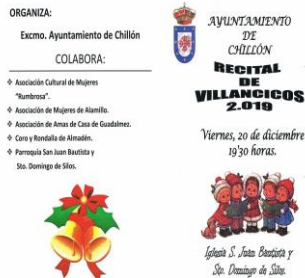 ORGANIZA:
Excmo. Ayuntamiento de Chillón
COLABORA:
❖ Asociación Cultural de Mujeres
"Rumbrosa".
❖ Asociación de Mujeres de Alamillo.
❖ Asociación de Amas de Casa de Guadalmez.
❖ Coro y Rondalla de Almadén.
❖ Parroquia San Juan Bautista y
Sto. Domingo de Silos.
AYUNTAMIENTO
DE
CHILLÓN
RECITAL
DE
VILLANCICOS
2.019
Viernes, 20 de diciembre
19'30 horas.
Iglesia S. Juan Bautista y
Sto. Domingo de Silos.